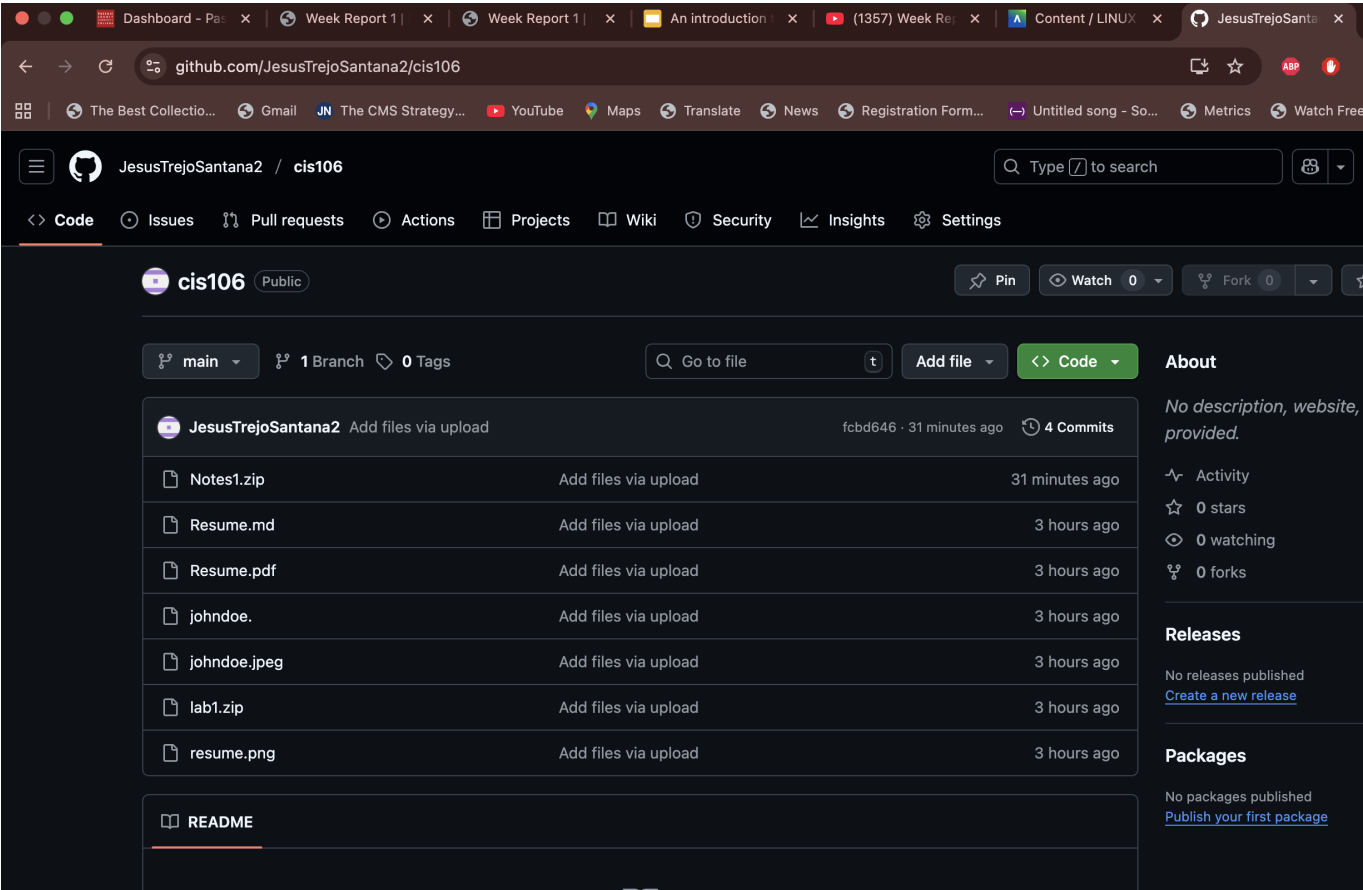 Dashboard - Pas
Week Report 1 |
Week Report 1 |
An introduction t
(1357) Week Rep
Content / LINUX
JesusTrejoSanta
github.com/JesusTrejoSantana2/cis106
ABP
The Best Collectio...
Gmail
JN The CMS Strategy...
YouTube
Maps
Translate
News
Registration Form...
Untitled song - So...
Metrics
Watch Free
JesusTrejoSantana2 / cis106
Type / to search
Code
Issues
Pull requests
Actions
Projects
Wiki
Security
Insights
Settings
cis106 Public
Pin
Watch 0
Fork 0
main
1 Branch
0 Tags
Go to file t
Add file
Code
JesusTrejoSantana2 Add files via upload fcbd646 · 31 minutes ago 4 Commits
Notes1.zip Add files via upload 31 minutes ago
Resume.md Add files via upload 3 hours ago
Resume.pdf Add files via upload 3 hours ago
johndoe. Add files via upload 3 hours ago
johndoe.jpeg Add files via upload 3 hours ago
lab1.zip Add files via upload 3 hours ago
resume.png Add files via upload 3 hours ago
README
About
No description, website,
provided.
Activity
0 stars
0 watching
0 forks
Releases
No releases published
Create a new release
Packages
No packages published
Publish your first package